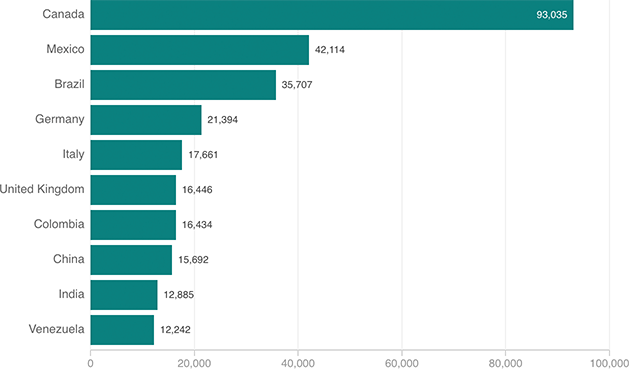 Canada 93,035
Mexico 42,114
Brazil 35,707
Germany 21,394
Italy 17,661
United Kingdom 16,446
Colombia 16,434
China 15,692
India 12,885
Venezuela 12,242
0 20,000 40,000 60,000 80,000 100,000